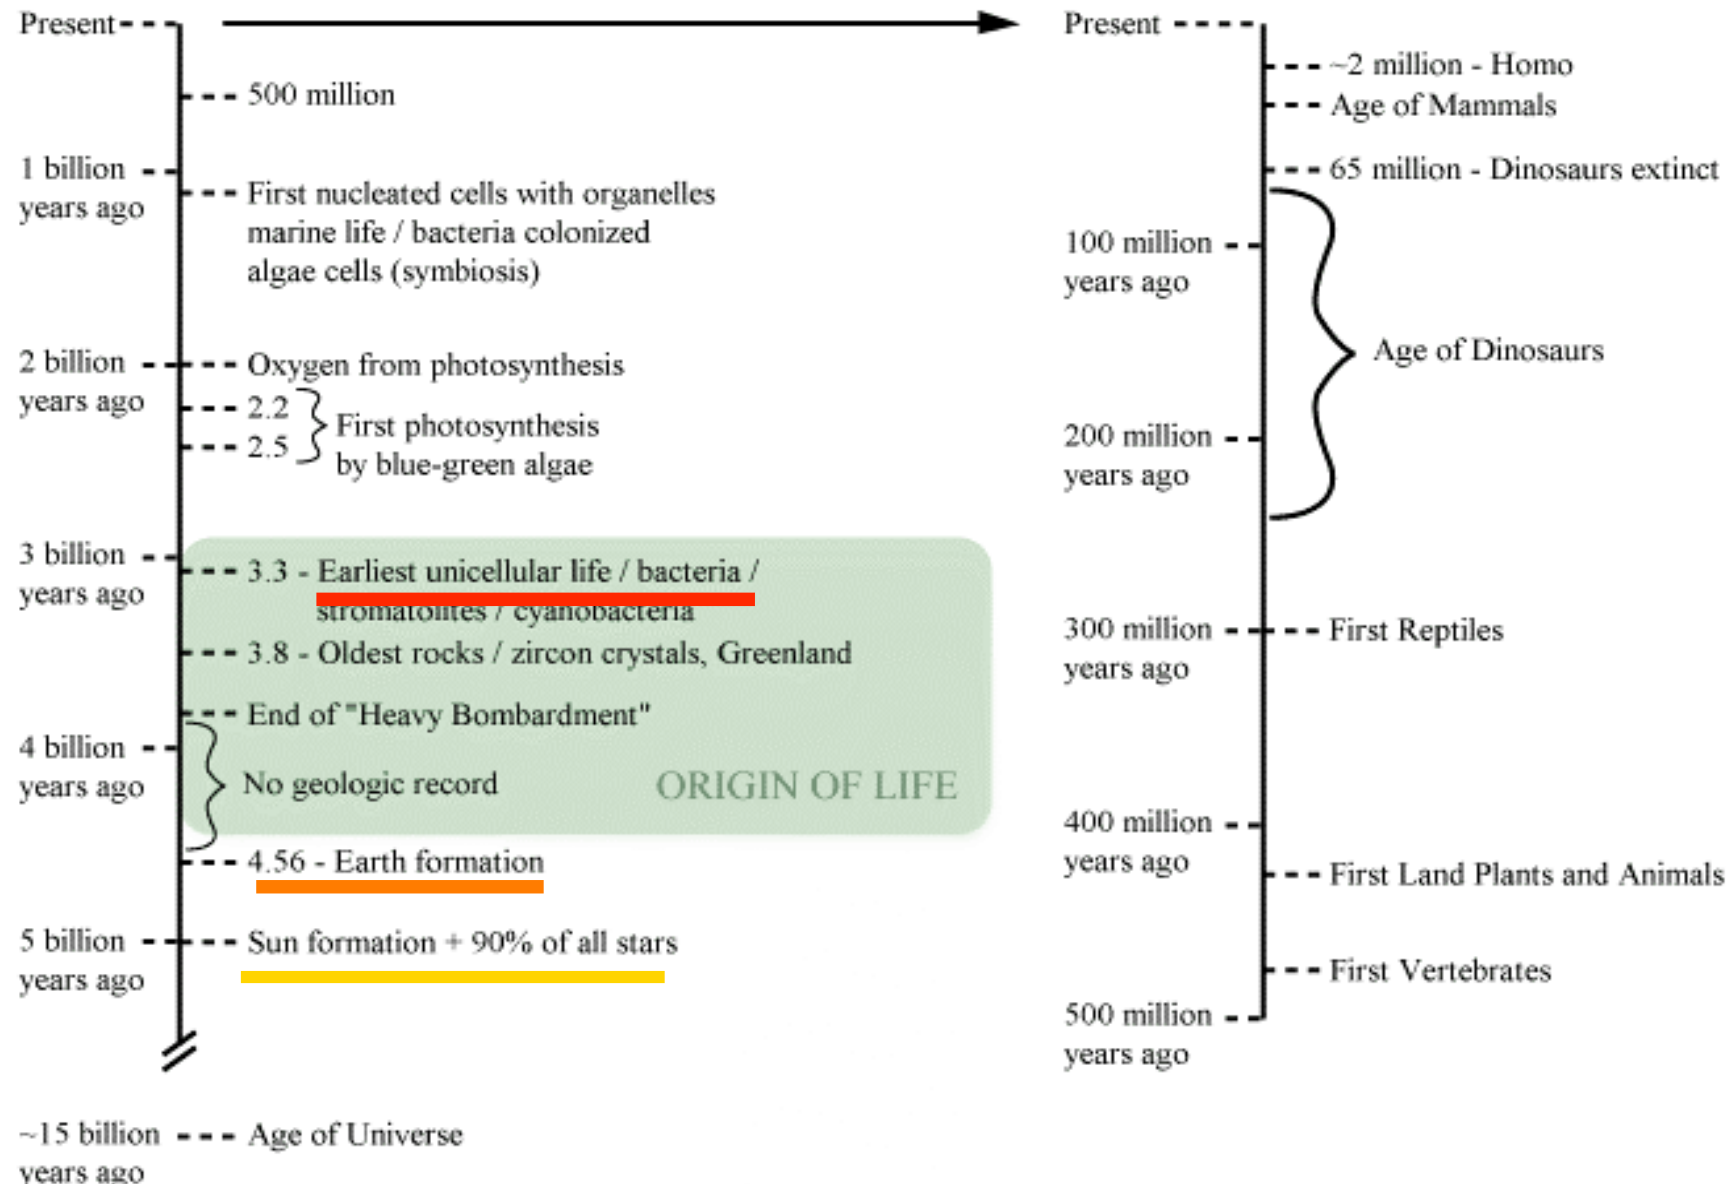 Present
500 million
1 billion
years ago
First nucleated cells with organelles
marine life / bacteria colonized
algae cells (symbiosis)
2 billion
years ago
Oxygen from photosynthesis
2.2
2.5
First photosynthesis
by blue-green algae
3 billion
years ago
3.3 - Earliest unicellular life / bacteria /
stromatolites / cyanobacteria
3.8 - Oldest rocks / zircon crystals, Greenland
End of "Heavy Bombardment"
4 billion
years ago
No geologic record
ORIGIN OF LIFE
4.56 - Earth formation
5 billion
years ago
Sun formation + 90% of all stars
~15 billion
years ago
Age of Universe
Present
~2 million - Homo
Age of Mammals
65 million - Dinosaurs extinct
100 million
years ago
Age of Dinosaurs
200 million
years ago
300 million
years ago
First Reptiles
400 million
years ago
First Land Plants and Animals
First Vertebrates
500 million
years ago